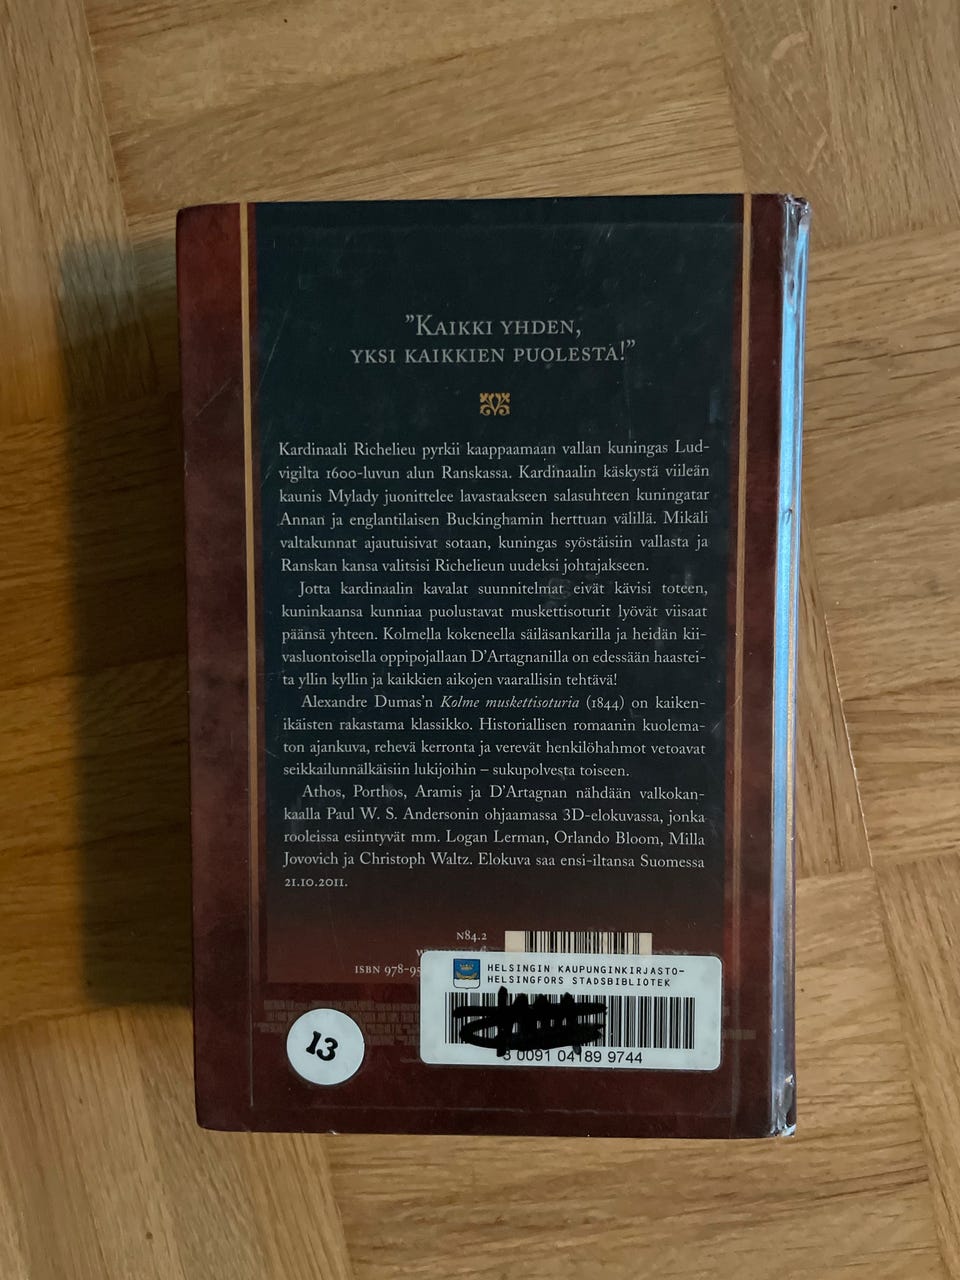 ”KAIKKI YHDEN,
YKSI KAIKKIEN PUOLESTA!”
Kardinaali Richelieu pyrkii kaappaamaan vallan kuningas Lud-
vigilta 1600-luvun alun Ranskassa. Kardinaalin käskystä viileän
kaunis Mylady juonittelee lavastaakseen salasuhteen kuningatar
Annan ja englantilaisen Buckinghamin herttuan välillä. Mikäli
valtakunnat ajautuisivat sotaan, kuningas syöstäisiin vallasta ja
Ranskan kansa valitsisi Richelieun uudeksi johtajakseen.
Jotta kardinaalin kavalat suunnitelmat eivät kävisi toteen,
kuninkaansa kunniaa puolustavat muskettisoturit lyövät viisaat
päänsä yhteen. Kolmella kokeneella säiläsankarilla ja heidän kii-
vasluontoisella oppipojallaan D’Artagnanilla on edessään haastei-
ta yllin kyllin ja kaikkien aikojen vaarallisin tehtävä!
Alexandre Dumas’n Kolme muskettisoturia (1844) on kaiken-
ikäisten rakastama klassikko. Historiallisen romaanin kuolema-
ton ajankuva, rehevä kerronta ja verevät henkilöhahmot vetoavat
seikkailunnälkäisiin lukijoihin – sukupolvesta toiseen.
Athos, Porthos, Aramis ja D’Artagnan nähdään valkokan-
kaalla Paul W. S. Andersonin ohjaamassa 3D-elokuvassa, jonka
rooleissa esiintyvät mm. Logan Lerman, Orlando Bloom, Milla
Jovovich ja Christoph Waltz. Elokuva saa ensi-iltansa Suomessa
21.10.2011.
N84.2
ISBN 978-95
HELSINGIN KAUPUNGINKIRJASTO-
HELSINGFORS STADSBIBLIOTEK
3 0091 04189 9744
13